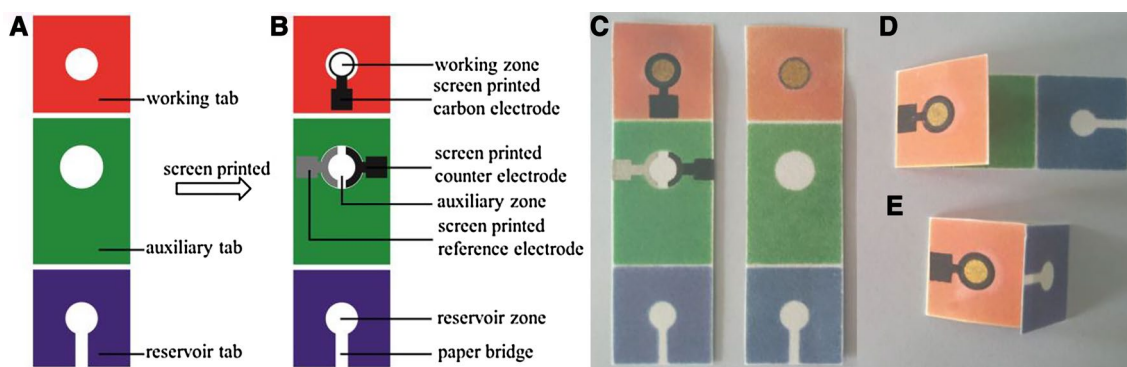 A
B
C
D
E
working tab
auxiliary tab
reservoir tab
screen printed
working zone
screen printed
carbon electrode
screen printed
counter electrode
auxiliary zone
screen printed
reference electrode
reservoir zone
paper bridge